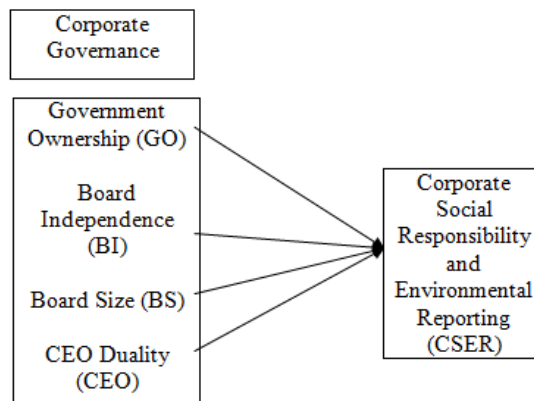 Corporate
Governance
Government
Ownership (GO)
Board
Independence
(BI)
Board Size (BS)
CEO Duality
(CEO)
Corporate
Social
Responsibility
and
Environmental
Reporting
(CSER)